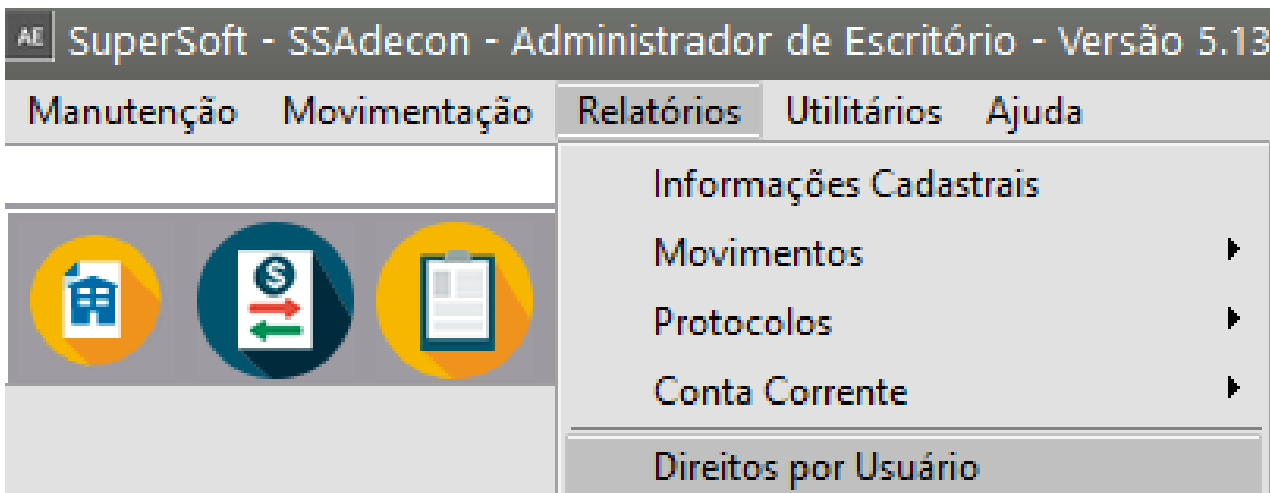 AE SuperSoft - SSAdecon - Administrador de Escritório - Versão 5.13
Manutenção Movimentação Relatórios Utilitários Ajuda
Informações Cadastrais
Movimentos
Protocolos
Conta Corrente
Direitos por Usuário